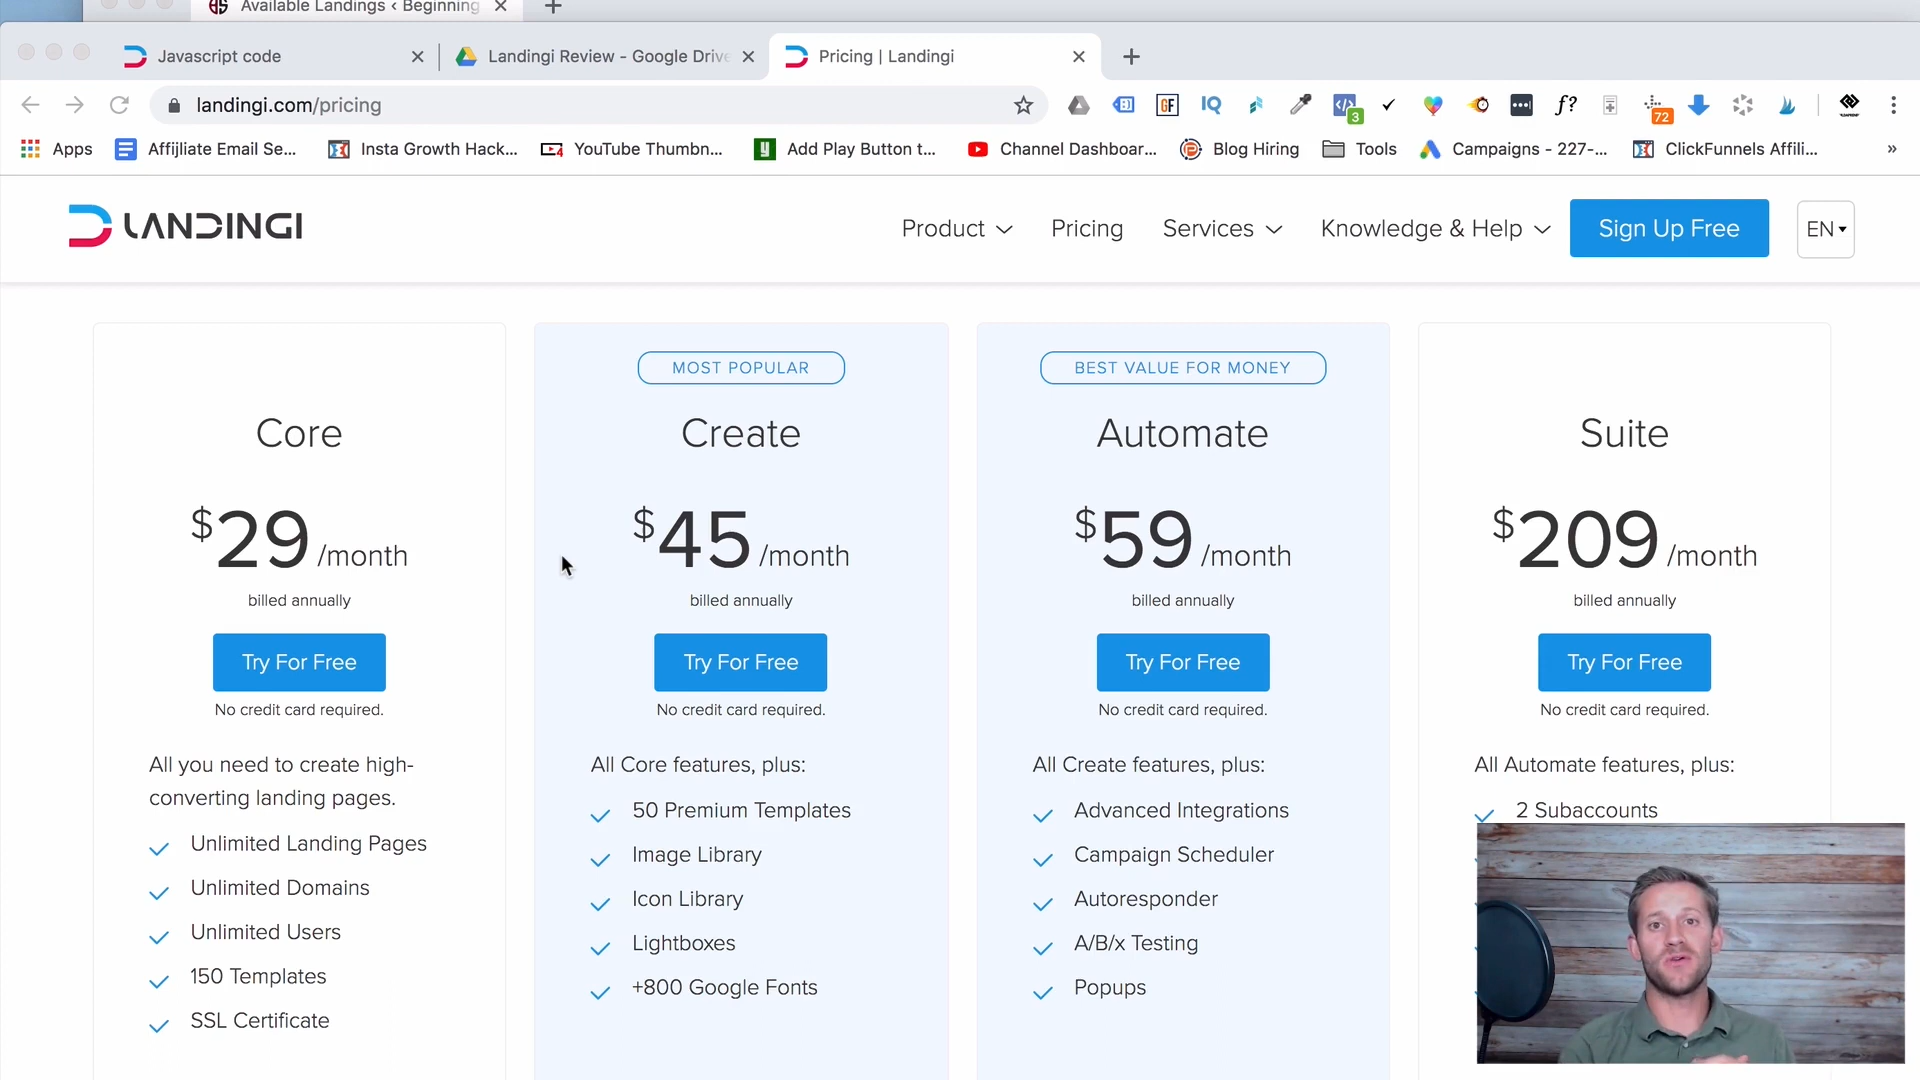 Available Landings ‹ Beginning
Javascript code
Landingi Review - Google Drive
Pricing | Landingi
landingi.com/pricing
GF
IQ
3
f?
72
Apps
Affijliate Email Se...
Insta Growth Hack...
YouTube Thumbn...
Add Play Button t...
Channel Dashboar...
Blog Hiring
Tools
Campaigns - 227-...
ClickFunnels Affili...
»
LANDINGI
Product
Pricing
Services
Knowledge & Help
Sign Up Free
EN
Core
$29 /month
billed annually
Try For Free
No credit card required.
All you need to create high-
converting landing pages.
Unlimited Landing Pages
Unlimited Domains
Unlimited Users
150 Templates
SSL Certificate
MOST POPULAR
Create
$45 /month
billed annually
Try For Free
No credit card required.
All Core features, plus:
50 Premium Templates
Image Library
Icon Library
Lightboxes
+800 Google Fonts
BEST VALUE FOR MONEY
Automate
$59 /month
billed annually
Try For Free
No credit card required.
All Create features, plus:
Advanced Integrations
Campaign Scheduler
Autoresponder
A/B/x Testing
Popups
Suite
$209 /month
billed annually
Try For Free
No credit card required.
All Automate features, plus:
2 Subaccounts